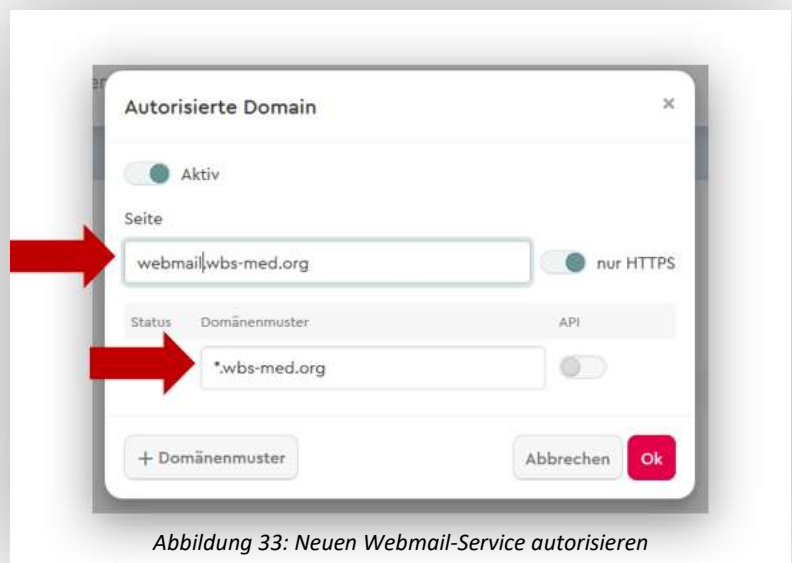 Autorisierte Domain ×
Aktiv
Seite
webmail.wbs-med.org nur HTTPS
Status Domänenmuster API
*.wbs-med.org
+ Domänenmuster Abbrechen Ok
Abbildung 33: Neuen Webmail-Service autorisieren